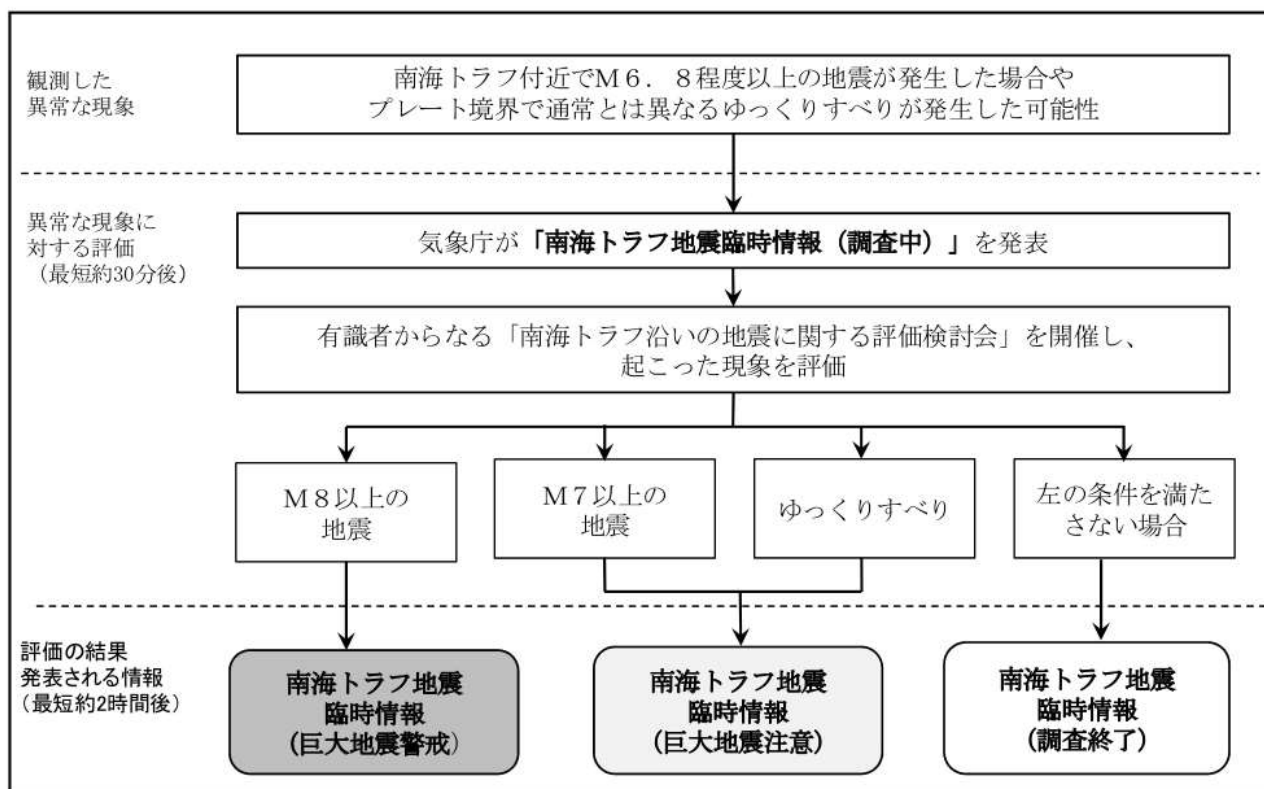 観測した
異常な現象
南海トラフ付近でM６．８程度以上の地震が発生した場合や
プレート境界で通常とは異なるゆっくりすべりが発生した可能性
異常な現象に
対する評価
（最短約30分後）
気象庁が「南海トラフ地震臨時情報（調査中）」を発表
有識者からなる「南海トラフ沿いの地震に関する評価検討会」を開催し、
起こった現象を評価
M８以上の
地震
M７以上の
地震
ゆっくりすべり
左の条件を満た
さない場合
評価の結果
発表される情報
（最短約2時間後）
南海トラフ地震
臨時情報
（巨大地震警戒）
南海トラフ地震
臨時情報
（巨大地震注意）
南海トラフ地震
臨時情報
（調査終了）